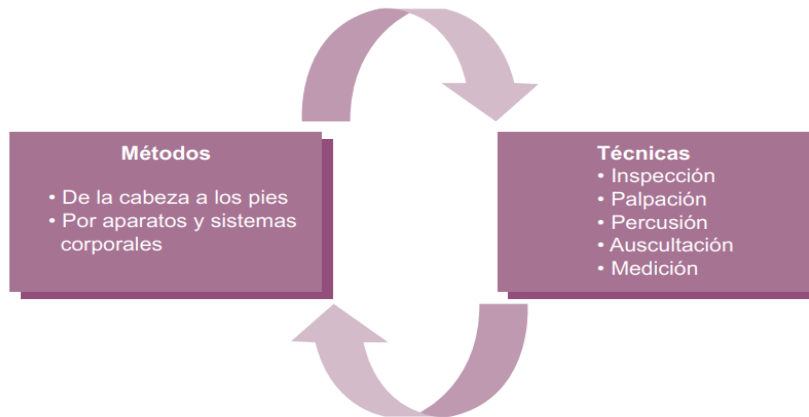 Métodos
• De la cabeza a los pies
• Por aparatos y sistemas
corporales
Técnicas
• Inspección
• Palpación
• Percusión
• Auscultación
• Medición